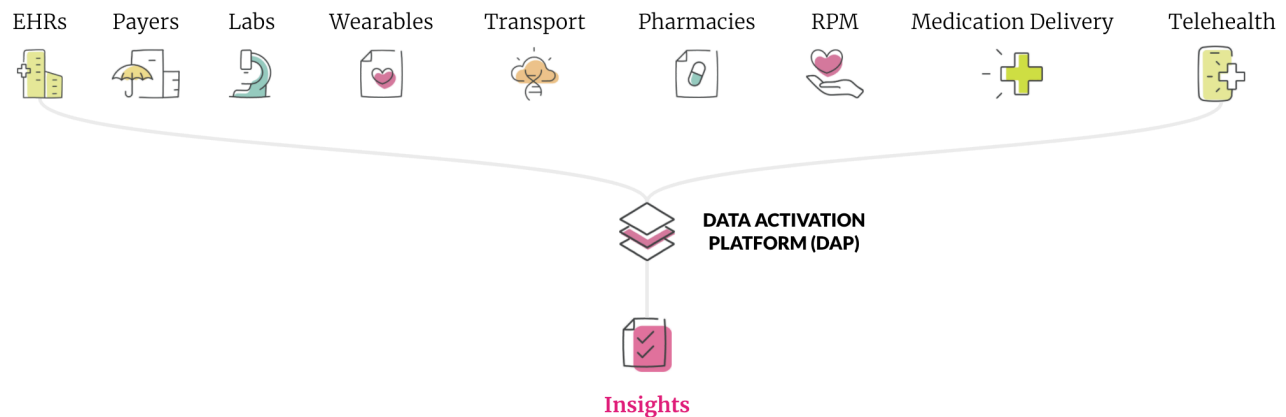 EHRs Payers Labs Wearables Transport Pharmacies RPM Medication Delivery Telehealth
DATA ACTIVATION
PLATFORM (DAP)
Insights